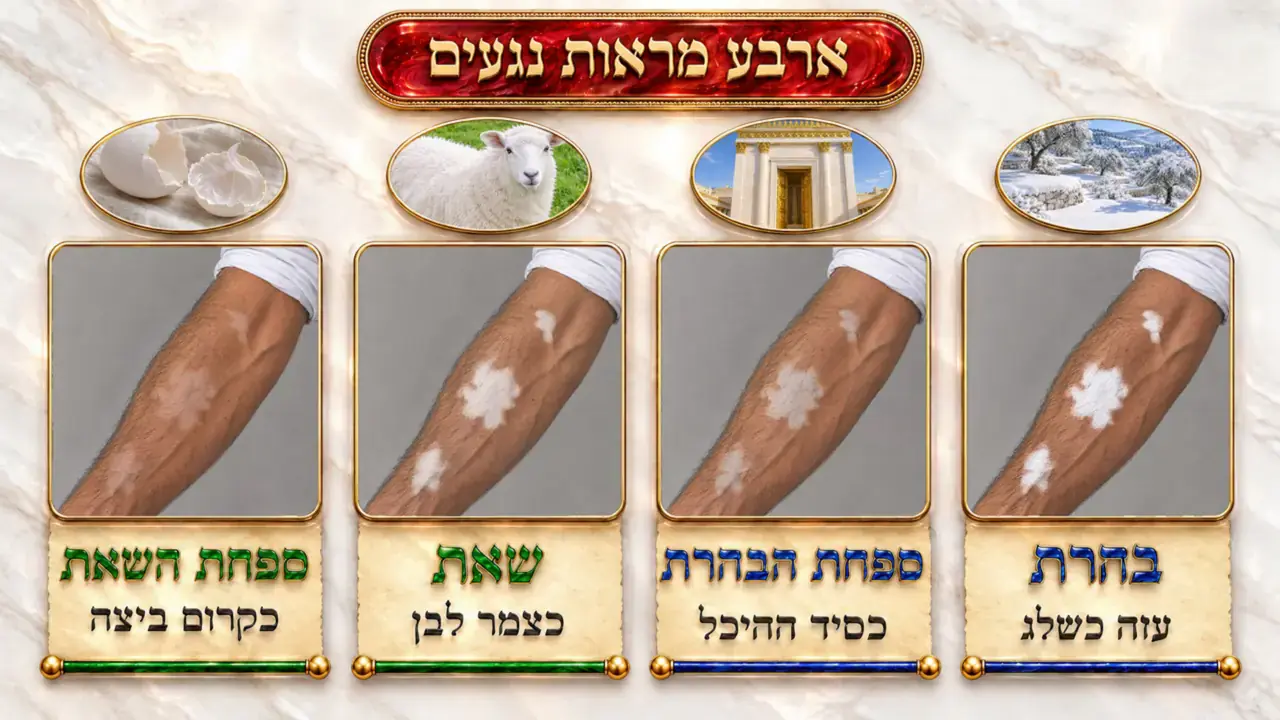 ארבע מראות נגעים
בהרת
עזה כשלג
ספחת הבהרת
כסיד ההיכל
שאת
כצמר לבן
ספחת השאת
כקרום ביצה